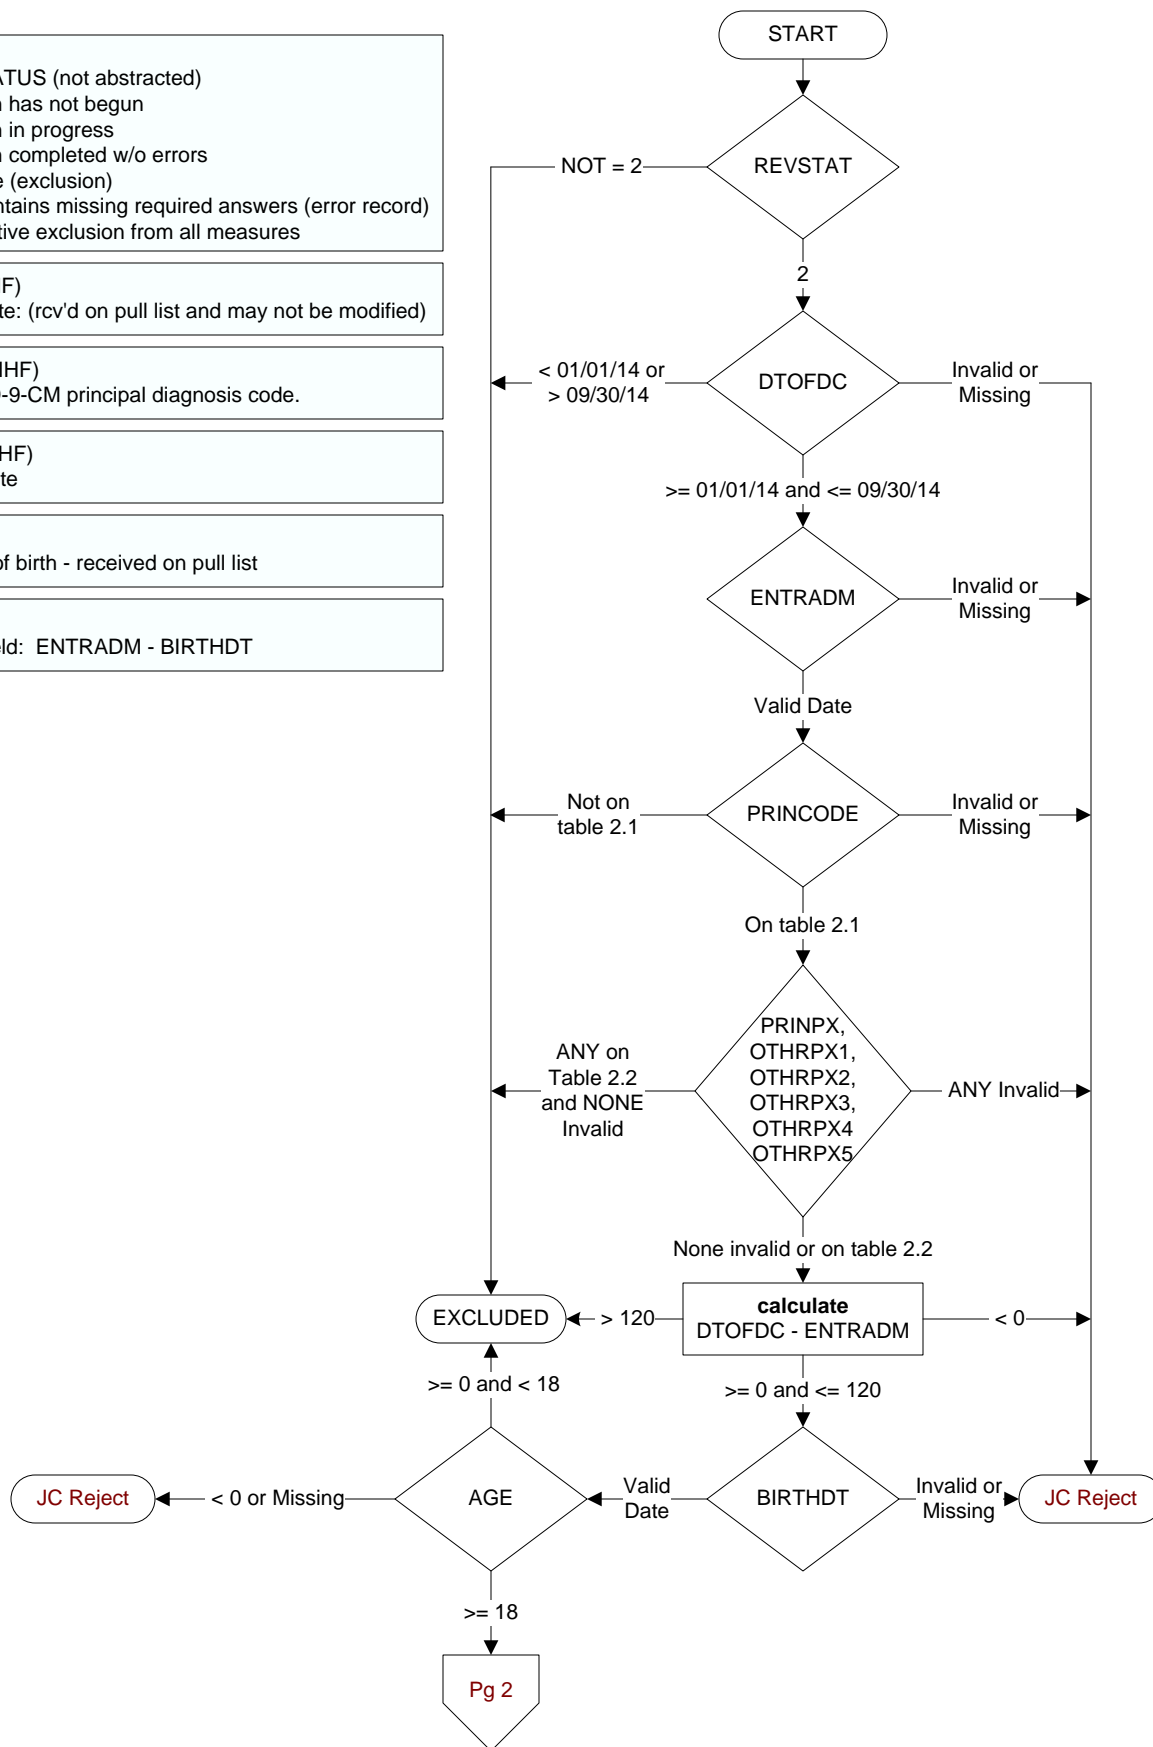 START
ATUS (not abstracted)
has not begun
in progress
completed w/o errors
(exclusion)
missing required answers (error record)
exclusion from all measures
(rcv'd on pull list and may not be modified)
-9-CM principal diagnosis code.
of birth - received on pull list
ENTRADM - BIRTHDT
REVSTAT
NOT = 2
2
DTOFDC
< 01/01/14 or
> 09/30/14
Invalid or
Missing
>= 01/01/14 and <= 09/30/14
ENTRADM
Invalid or
Missing
Valid Date
PRINCODE
Not on
table 2.1
Invalid or
Missing
On table 2.1
PRINPX,
OTHRPX1,
OTHRPX2,
OTHRPX3,
OTHRPX4
OTHRPX5
ANY on
Table 2.2
and NONE
Invalid
ANY Invalid
None invalid or on table 2.2
calculate
DTOFDC - ENTRADM
EXCLUDED
> 120
< 0
>= 0 and < 18
>= 0 and <= 120
JC Reject
< 0 or Missing
AGE
Valid
Date
BIRTHDT
Invalid or
Missing
JC Reject
>= 18
Pg 2